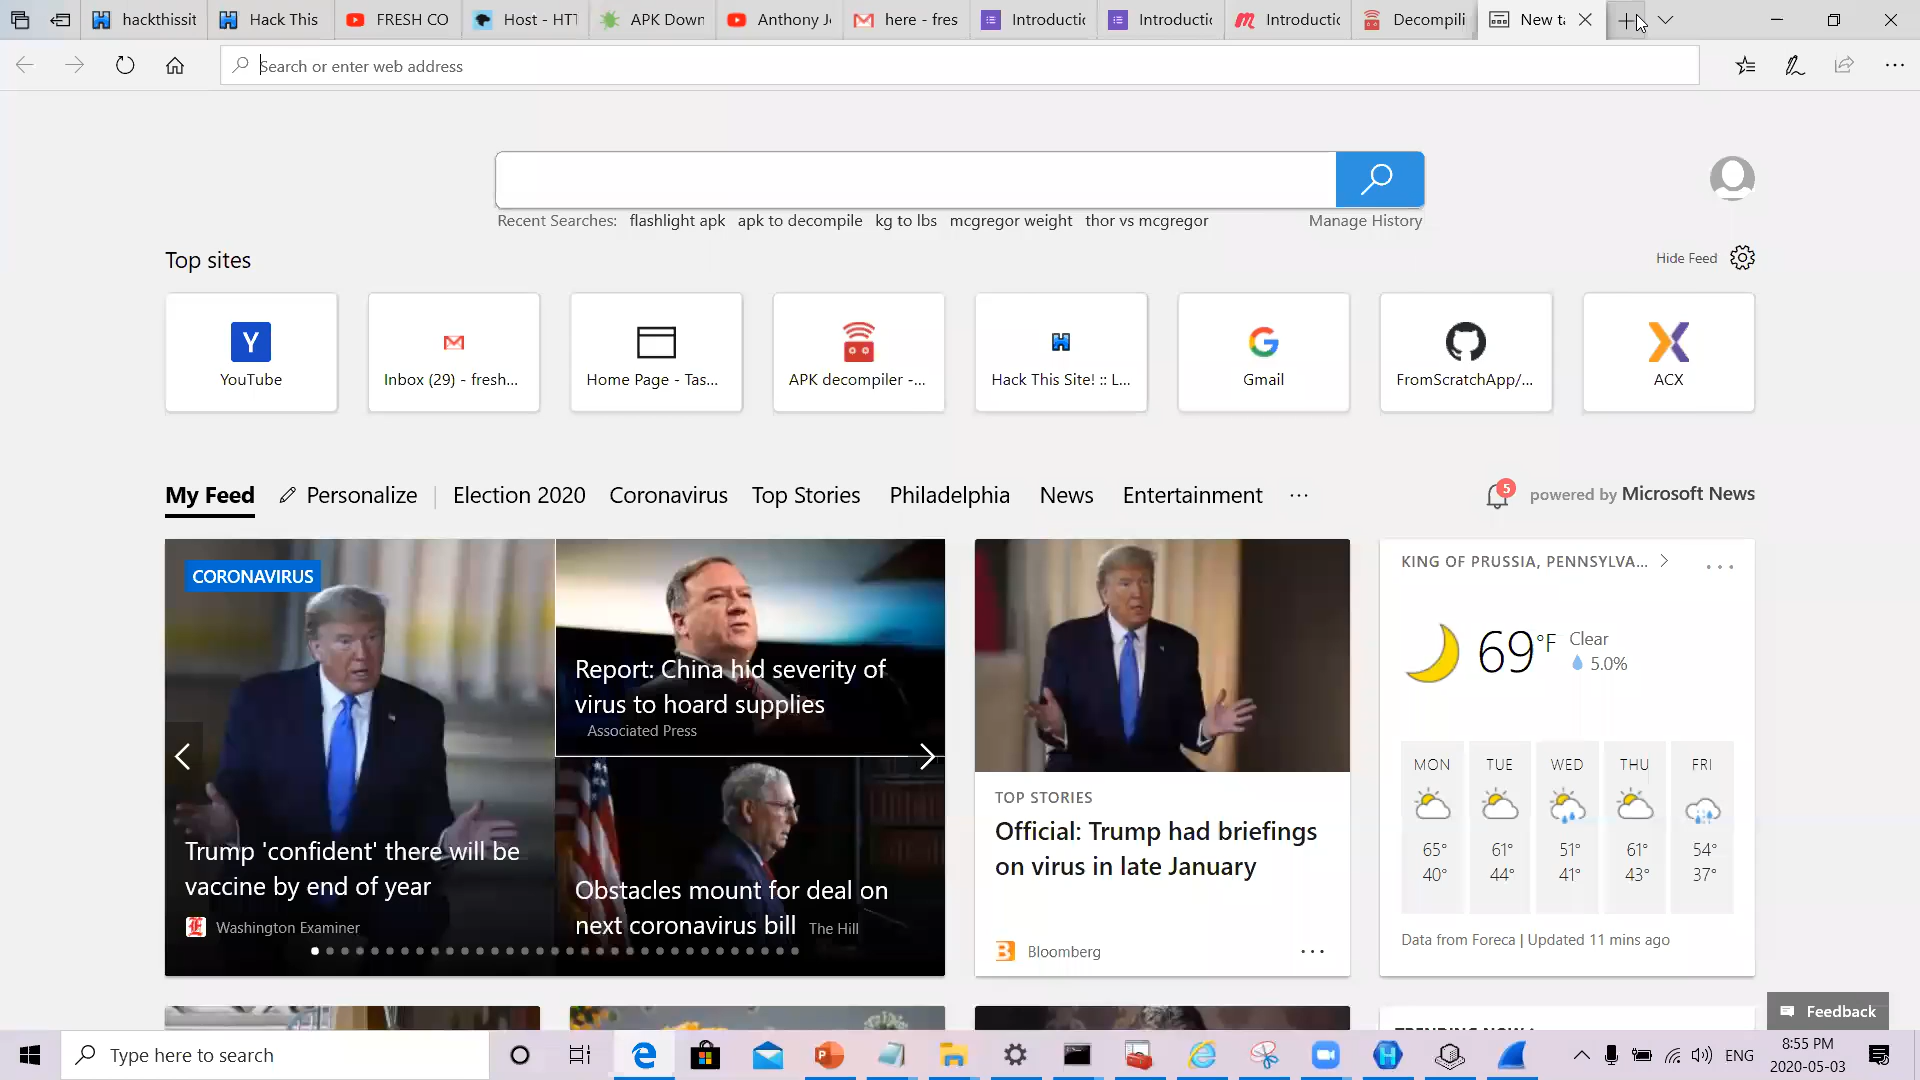 hackthissit
Hack This
FRESH CO
Host - HTT
APK Down
Anthony Jo
here - fres
Introductic
Introductic
Introductic
Decompili
New ta
Search or enter web address
Recent Searches: flashlight apk apk to decompile kg to lbs mcgregor weight thor vs mcgregor Manage History
Top sites
Hide Feed
Y
YouTube
Inbox (29) - fresh...
Home Page - Tas...
APK decompiler -...
Hack This Site! :: L...
Gmail
FromScratchApp/...
ACX
My Feed Personalize Election 2020 Coronavirus Top Stories Philadelphia News Entertainment ...
5
powered by Microsoft News
CORONAVIRUS
Trump 'confident' there will be
vaccine by end of year
Washington Examiner
Report: China hid severity of
virus to hoard supplies
Associated Press
Obstacles mount for deal on
next coronavirus bill The Hill
TOP STORIES
Official: Trump had briefings
on virus in late January
Bloomberg
KING OF PRUSSIA, PENNSYLVA...
69°F
Clear
5.0%
MON TUE WED THU FRI
65° 61° 51° 61° 54°
40° 44° 41° 43° 37°
Data from Foreca | Updated 11 mins ago
Feedback
Type here to search
ENG
8:55 PM
2020-05-03